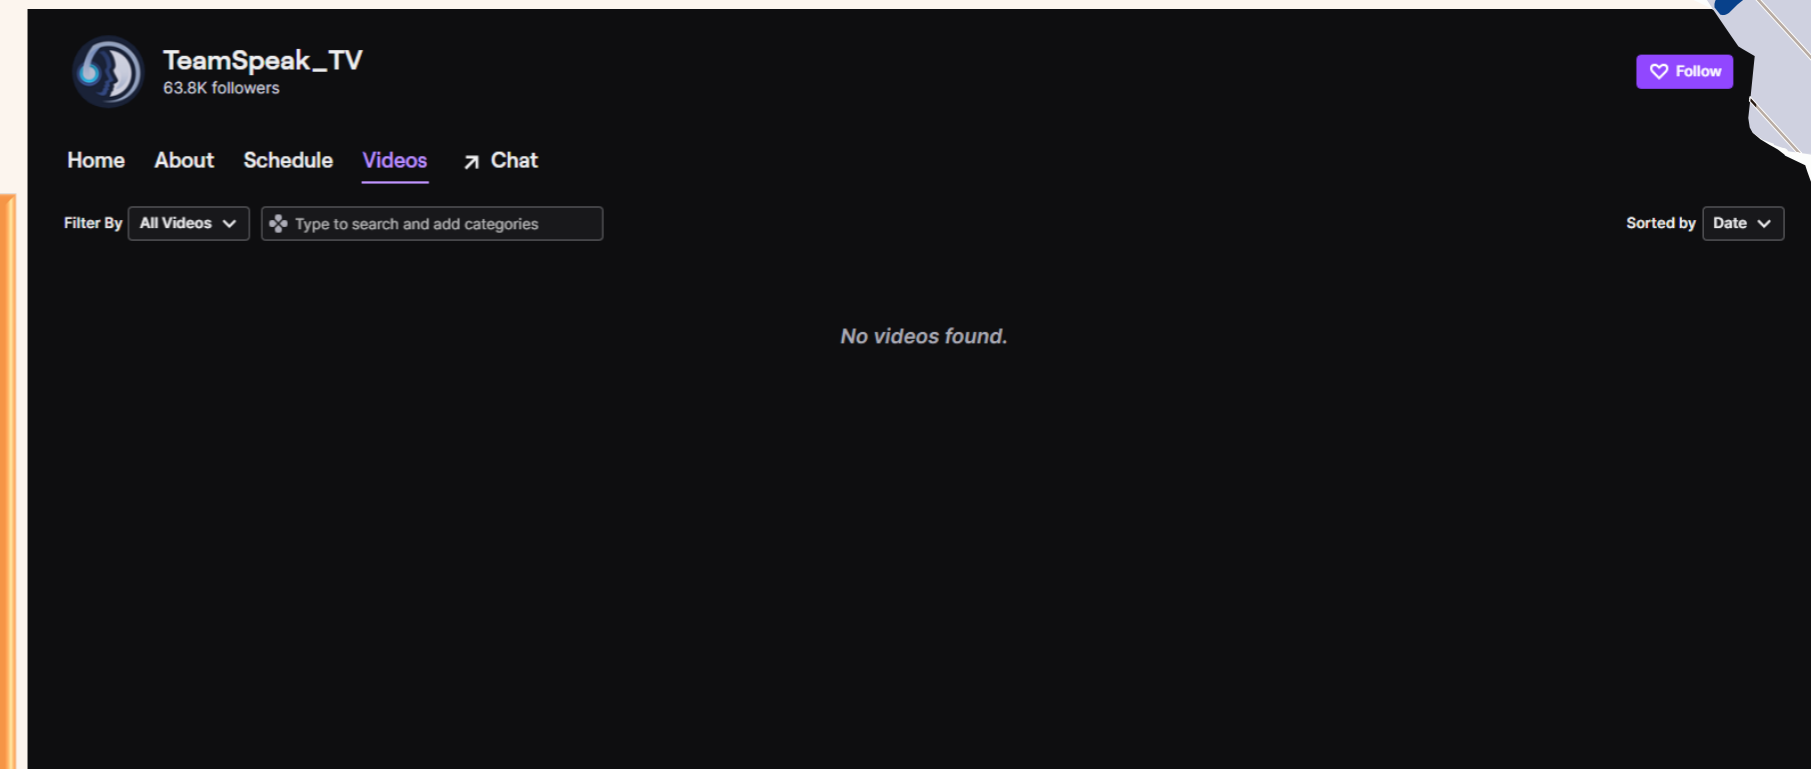 TeamSpeak_TV
63.8K followers
Follow
Home About Schedule Videos Chat
Filter By All Videos Type to search and add categories Sorted by Date
No videos found.